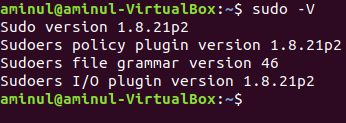 aminul@aminul-VirtualBox:~$ sudo -V
Sudo version 1.8.21p2
Sudoers policy plugin version 1.8.21p2
Sudoers file grammar version 46
Sudoers I/O plugin version 1.8.21p2
aminul@aminul-VirtualBox:~$